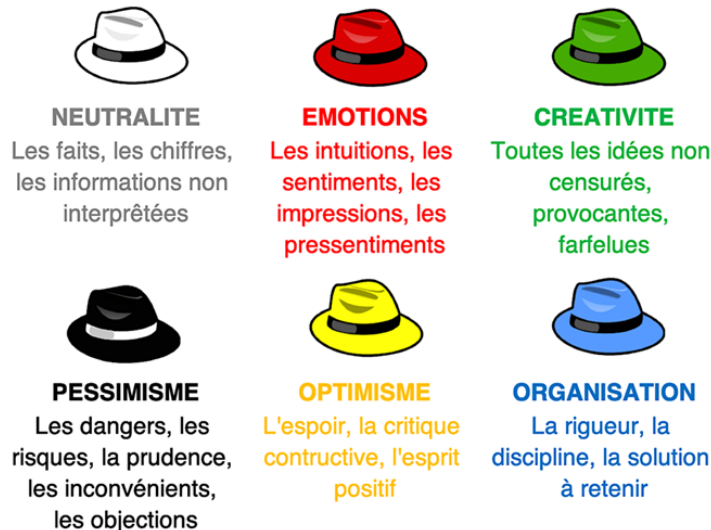 NEUTRALITE
Les faits, les chiffres,
les informations non
interprêtées
EMOTIONS
Les intuitions, les
sentiments, les
impressions, les
pressentiments
CREATIVITE
Toutes les idées non
censurés,
provocantes,
farfelues
PESSIMISME
Les dangers, les
risques, la prudence,
les inconvénients,
les objections
OPTIMISME
L'espoir, la critique
contructive, l'esprit
positif
ORGANISATION
La rigueur, la
discipline, la solution
à retenir